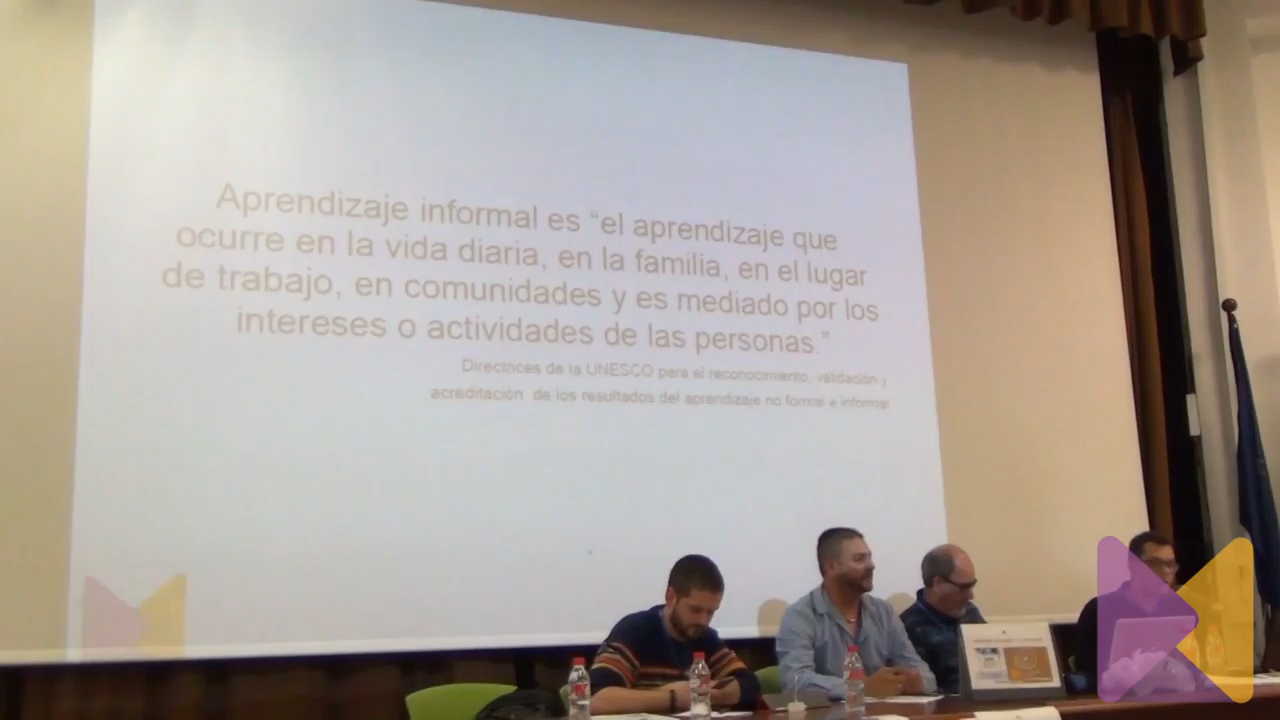 Aprendizaje informal es “el aprendizaje que
ocurre en la vida diaria, en la familia, en el lugar
de trabajo, en comunidades y es mediado por los
intereses o actividades de las personas.”
Directrices de la UNESCO para el reconocimiento, validación y
acreditación de los resultados del aprendizaje no formal e informal